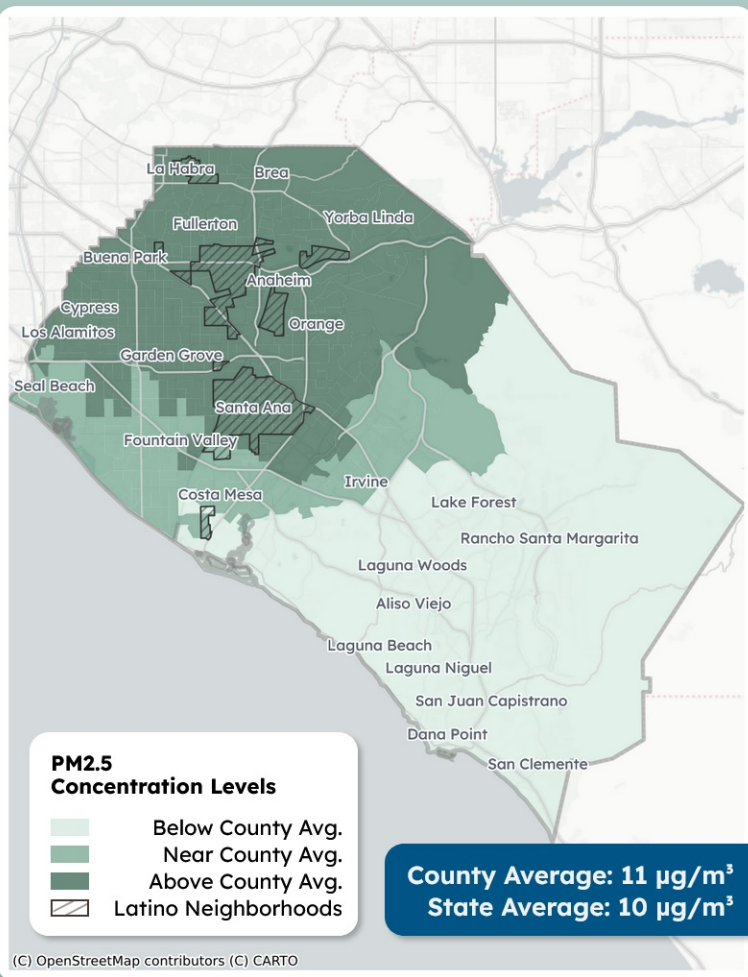 La Habra
Brea
Fullerton
Yorba Linda
Buena Park
Anaheim
Cypress
Orange
Los Alamitos
Garden Grove
Seal Beach
Santa Ana
Fountain Valley
Irvine
Costa Mesa
Lake Forest
Rancho Santa Margarita
Laguna Woods
Aliso Viejo
Laguna Beach
Laguna Niguel
San Juan Capistrano
Dana Point
San Clemente
PM2.5
Concentration Levels
Below County Avg.
Near County Avg.
Above County Avg.
Latino Neighborhoods
County Average: 11 µg/m³
State Average: 10 µg/m³
(C) OpenStreetMap contributors (C) CARTO